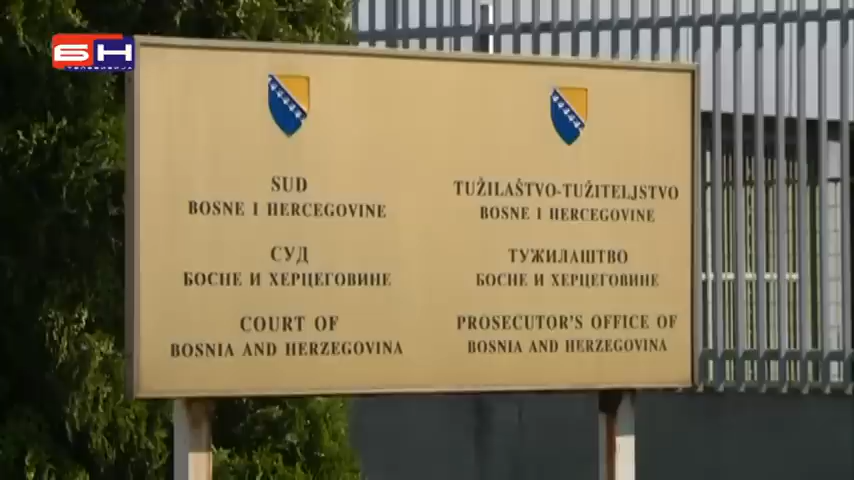 БН
ТЕЛЕВИЗИЈА
SUD
BOSNE I HERCEGOVINE
СУД
БОСНЕ И ХЕРЦЕГОВИНЕ
COURT OF
BOSNIA AND HERZEGOVINA
TUŽILAŠTVO-TUŽITELJSTVO
BOSNE I HERCEGOVINE
ТУЖИЛАШТВО
БОСНЕ И ХЕРЦЕГОВИНЕ
PROSECUTOR'S OFFICE OF
BOSNIA AND HERZEGOVINA